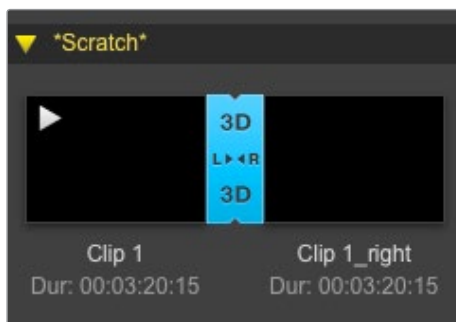 *Scratch*
3D
L R
3D
Clip 1 Clip 1_right
Dur: 00:03:20:15 Dur: 00:03:20:15